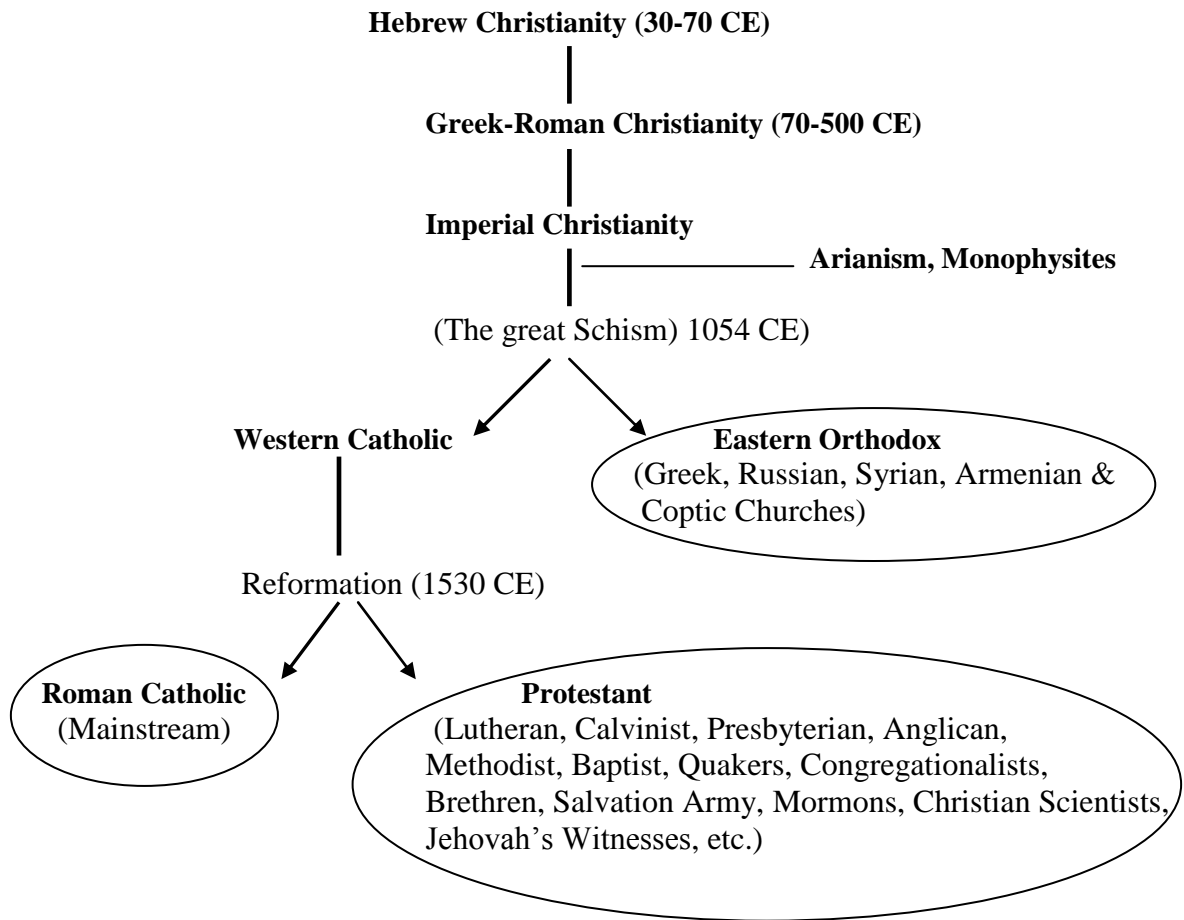 Hebrew Christianity (30-70 CE)
Greek-Roman Christianity (70-500 CE)
Imperial Christianity
Arianism, Monophysites
(The great Schism) 1054 CE)
Western Catholic
Eastern Orthodox
(Greek, Russian, Syrian, Armenian &
Coptic Churches)
Reformation (1530 CE)
Roman Catholic
(Mainstream)
Protestant
(Lutheran, Calvinist, Presbyterian, Anglican,
Methodist, Baptist, Quakers, Congregationalists,
Brethren, Salvation Army, Mormons, Christian Scientists,
Jehovah’s Witnesses, etc.)